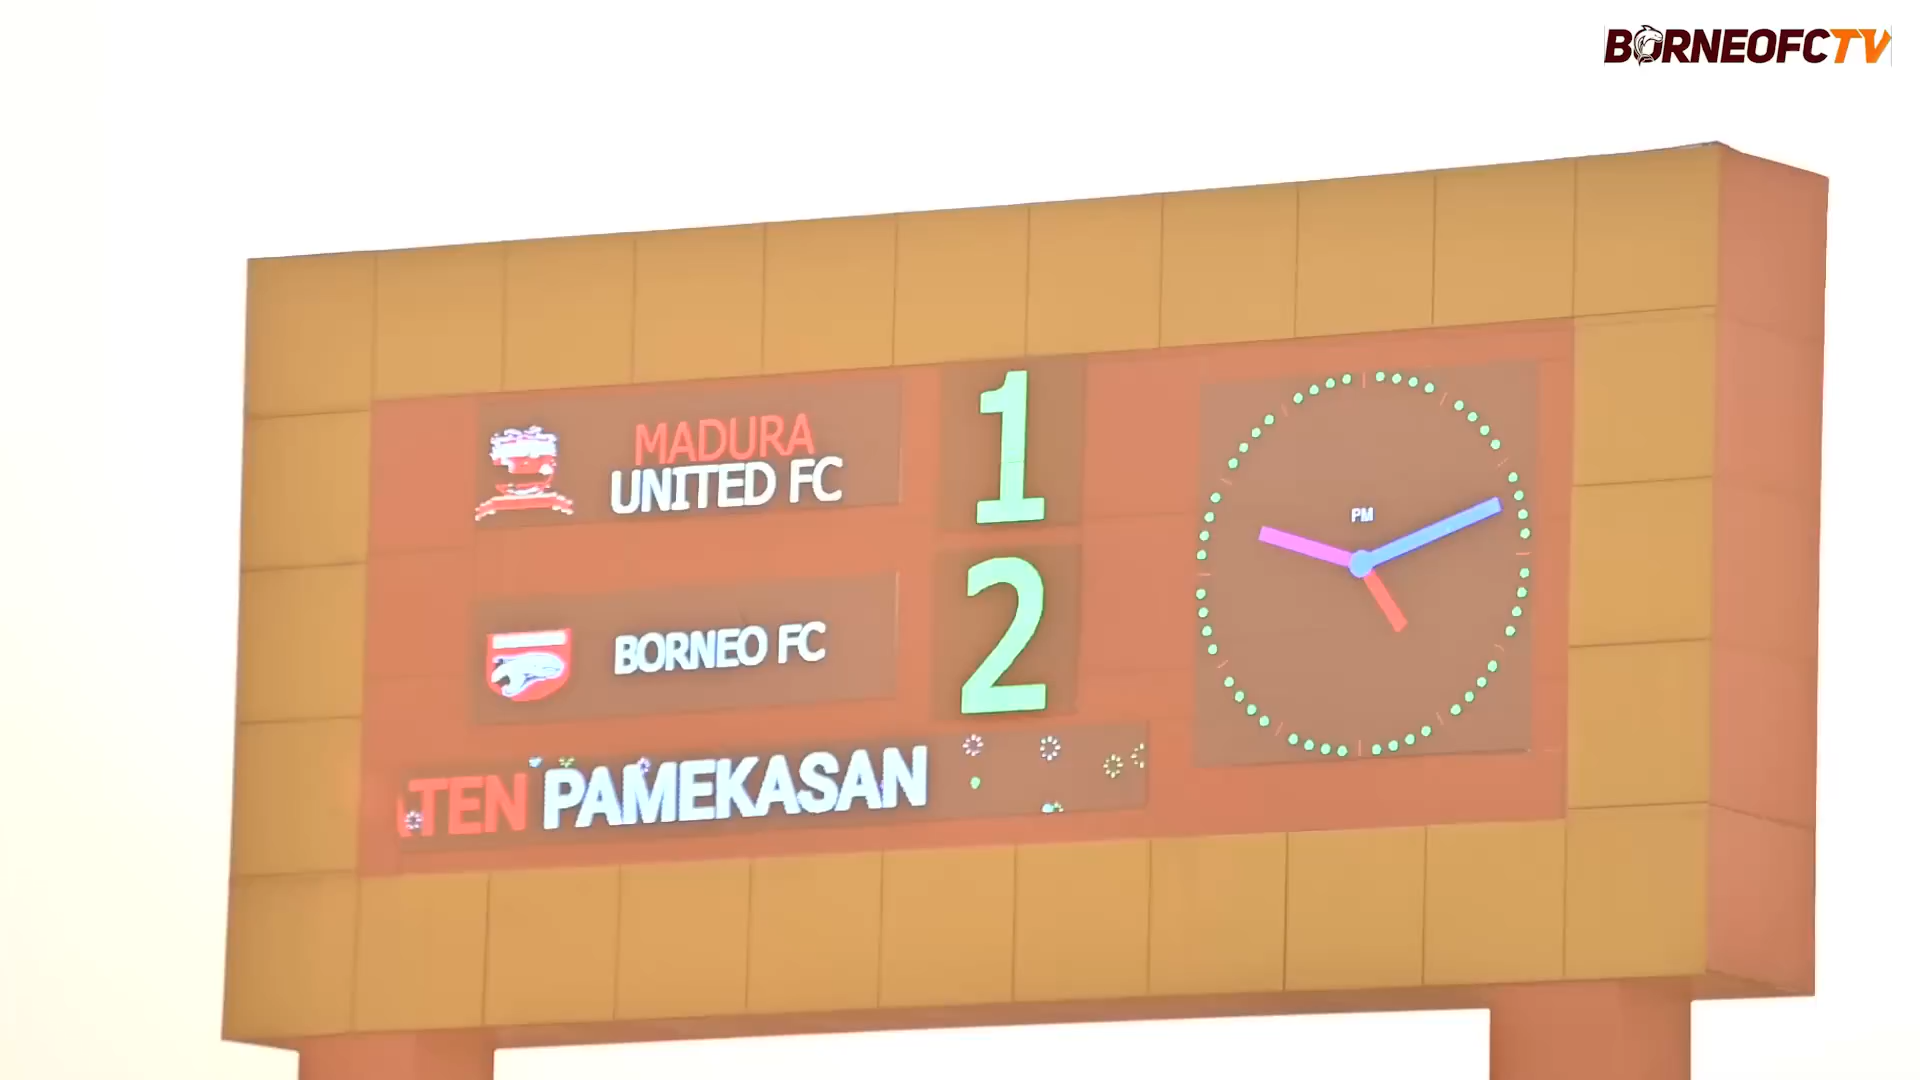 BORNEOFCTV
MADURA
UNITED FC
1
PM
BORNEO FC
2
TEN PAMEKASAN